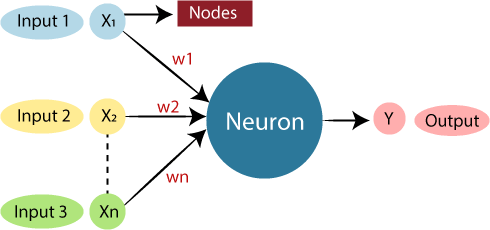 Input 1
X₁
Nodes
w1
Input 2
X₂
w2
Neuron
Y
Output
wn
Input 3
Xn